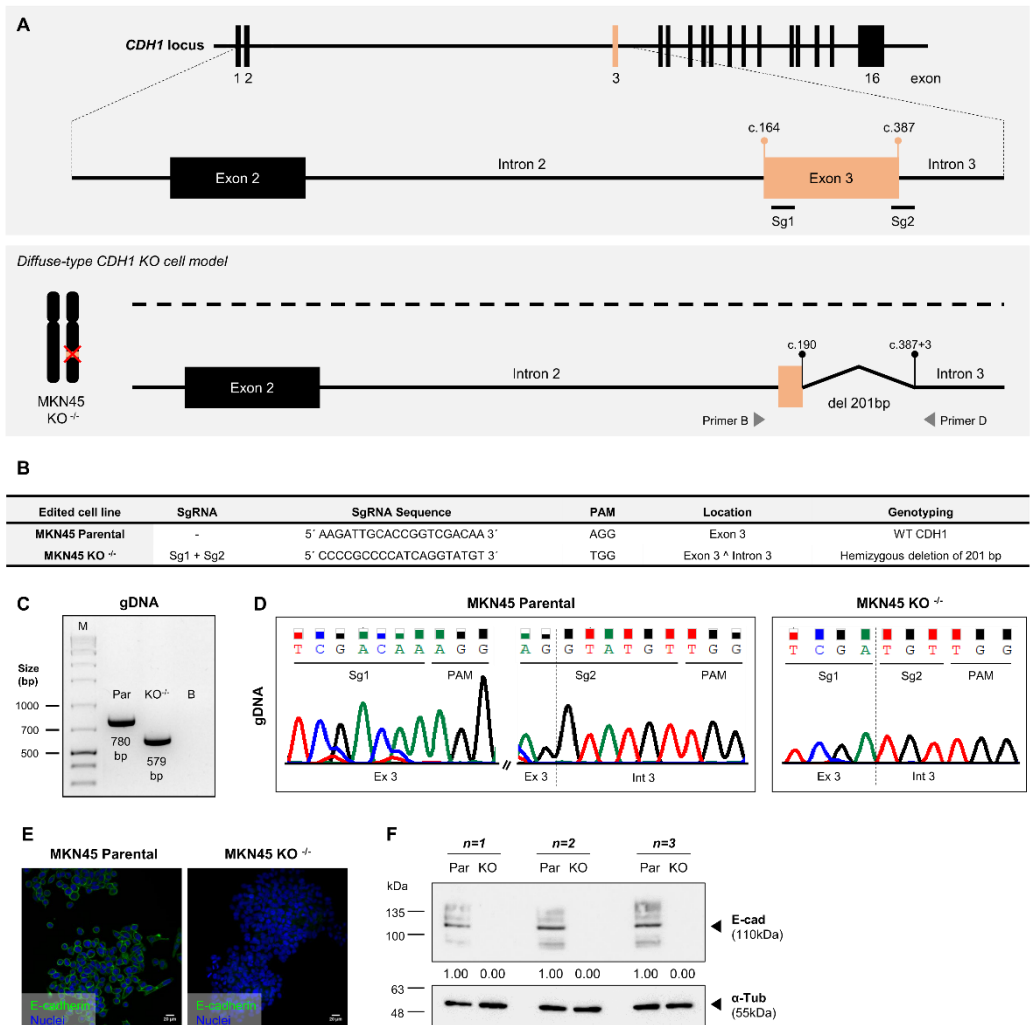 A
CDH1 locus
1 2
3
16
exon
c.164
c.387
Intron 2
Intron 3
Exon 2
Exon 3
Sg1
Sg2
Diffuse-type CDH1 KO cell model
c.190
c.387+3
Intron 2
Intron 3
Exon 2
MKN45
KO -/-
del 201bp
Primer B
Primer D
B
Edited cell line SgRNA SgRNA Sequence PAM Location Genotyping
MKN45 Parental - 5´ AAGATTGCACCGGTCGACAA 3´ AGG Exon 3 WT CDH1
MKN45 KO -/- Sg1 + Sg2 5´ CCCCGCCCCATCAGGTATGT 3´ TGG Exon 3 ^ Intron 3 Hemizygous deletion of 201 bp
C
gDNA
M
Size
(bp)
Par KO-/- B
1000
700
500
780
bp
579
bp
D
MKN45 Parental
MKN45 KO -/-
gDNA
T C G A C A A A G G
A G G T A T G T T G G
T C G A T G T T G G
Sg1 PAM
Sg2 PAM
Sg1 Sg2 PAM
Ex 3
//
Ex 3 Int 3
Ex 3 Int 3
E
MKN45 Parental
MKN45 KO -/-
E-cadherin
Nuclei
20 µm
E-cadherin
Nuclei
20 µm
F
n=1 n=2 n=3
Par KO Par KO Par KO
kDa
135
100
E-cad
(110kDa)
1.00 0.00 1.00 0.00 1.00 0.00
63
48
α-Tub
(55kDa)